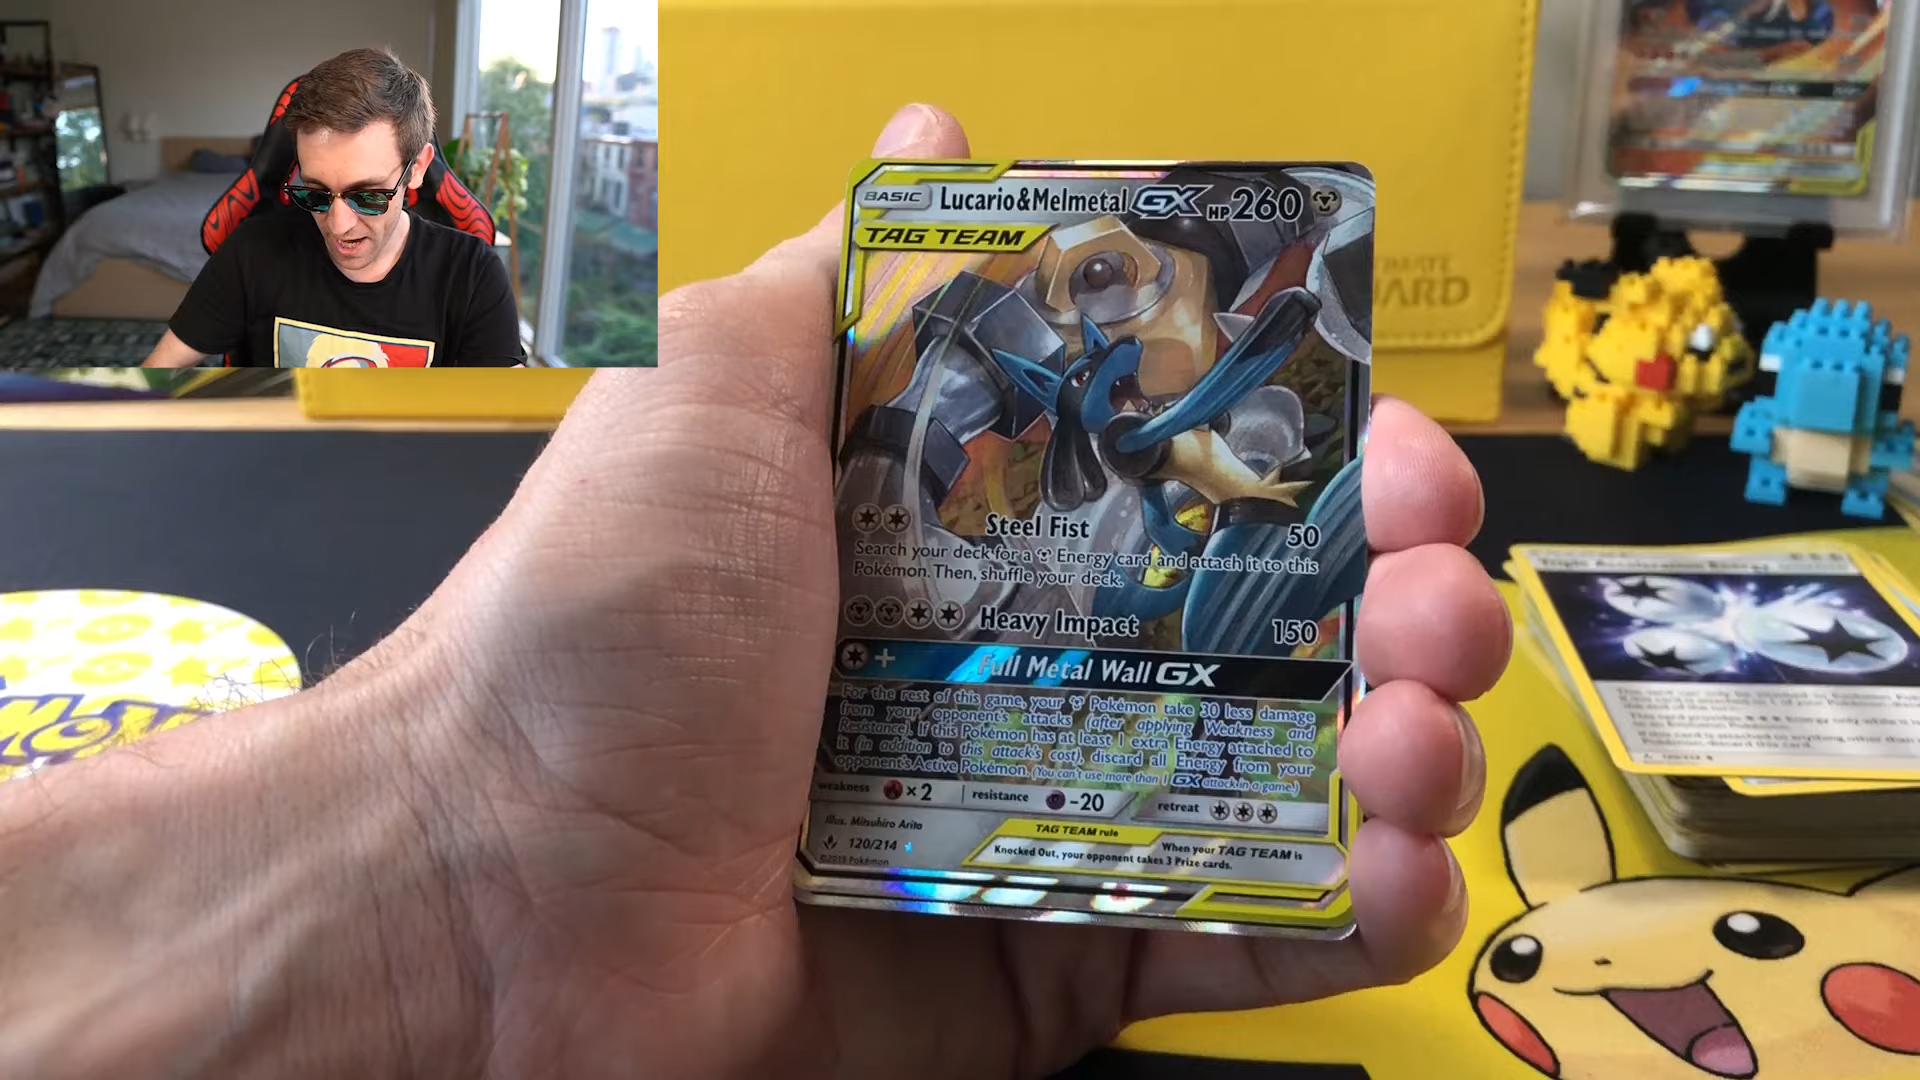 BASIC Lucario&Melmetal GX HP 260
TAG TEAM
Steel Fist 50
Search your deck for a Energy card and attach it to this
Pokémon. Then, shuffle your deck.
Heavy Impact 150
+ Full Metal Wall GX
For the rest of this game, your Pokémon take 30 less damage
from your opponent's attacks (after applying Weakness and
Resistance). If this Pokémon has at least 1 extra Energy attached to
it (in addition to this attack's cost), discard all Energy from your
opponent's Active Pokémon. (You can't use more than 1 GX attack in a game.)
weakness ×2 resistance -20 retreat
Illus. Mitsuhiro Arita
120/214
©2019 Pokémon
TAG TEAM rule
When your TAG TEAM is
Knocked Out, your opponent takes 3 Prize cards.
Triple Acceleration Energy